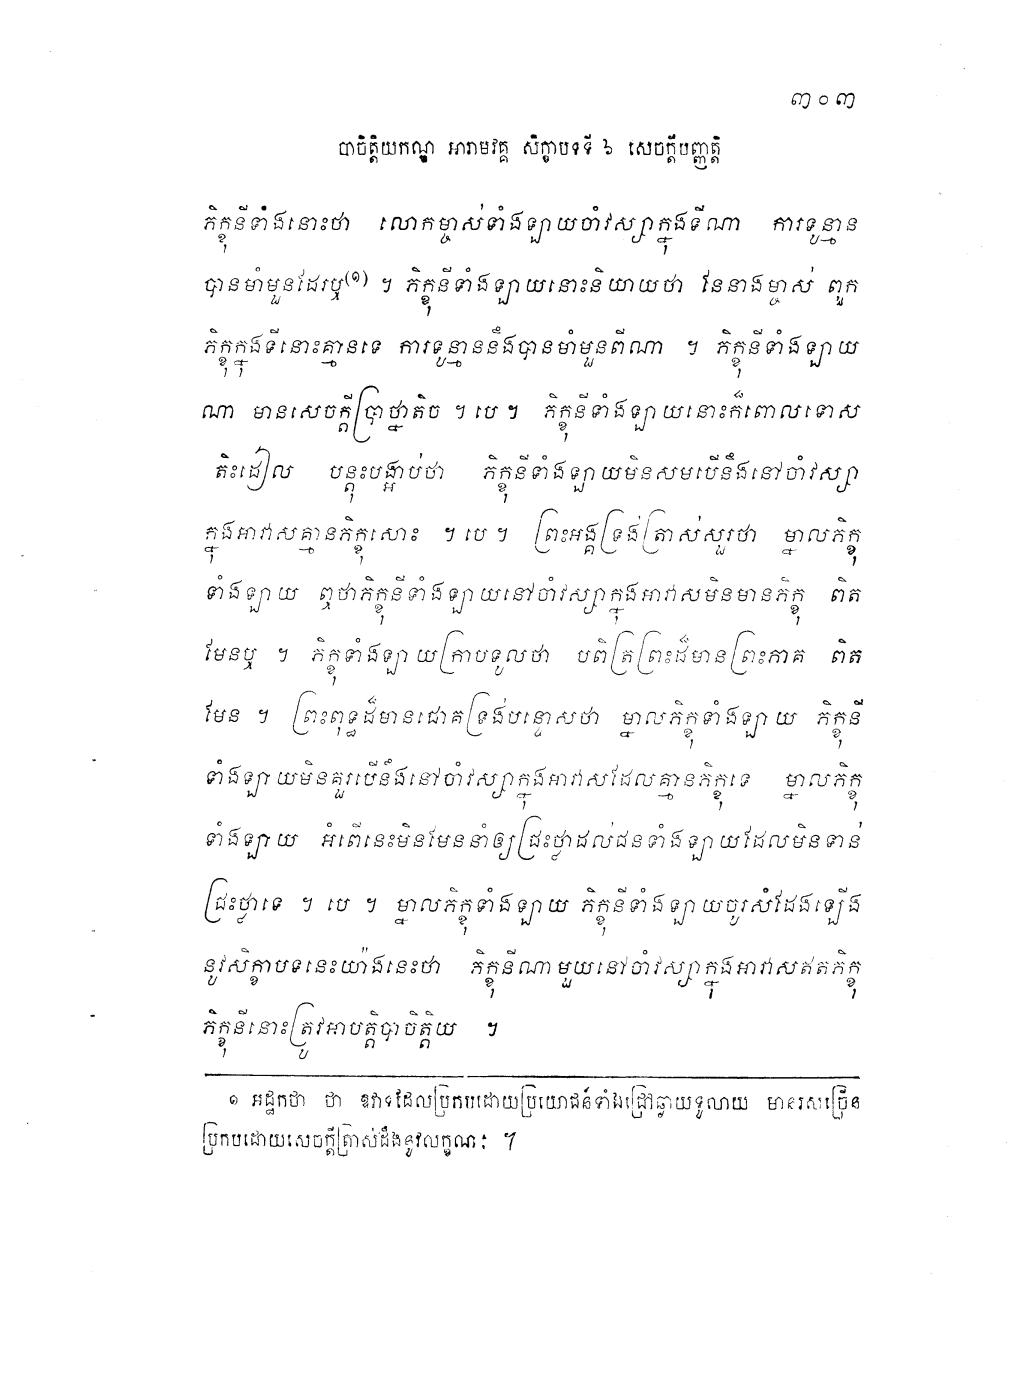 ៣០៣
បាចិត្តិយកណ្ឌ អារាមវគ្គ សិក្ខាបទទី ៦ សេចក្តីបញ្ញត្តិ
ភិក្ខុនីទាំងនោះថា លោកម្ចាស់ទាំងឡាយចាំវស្សាក្នុងទីណា ការទូន្មាន
បានមាំមួនដែរឬ(១) ។ ភិក្ខុនីទាំងឡាយនោះនិយាយថា នែនាងម្ចាស់ ពួក
ភិក្ខុក្នុងទីនោះគ្មានទេ ការទូន្មាននឹងបានមាំមួនពីណា ។ ភិក្ខុនីទាំងឡាយ
ណា មានសេចក្តីប្រាថ្នាតិច ។ បេ ។ ភិក្ខុនីទាំងឡាយនោះក៏ពោលទោស
តិះដៀល បន្តុះបង្អាប់ថា ភិក្ខុនីទាំងឡាយមិនសមបើនឹងនៅចាំវស្សា
ក្នុងអាវាសគ្មានភិក្ខុសោះ ។ បេ ។ ព្រះអង្គទ្រង់ត្រាស់សួរថា ម្នាលភិក្ខុ
ទាំងឡាយ ឮថាភិក្ខុនីទាំងឡាយនៅចាំវស្សាក្នុងអាវាសមិនមានភិក្ខុ ពិត
មែនឬ ។ ភិក្ខុទាំងឡាយក្រាបទូលថា បពិត្រព្រះដ៏មានព្រះភាគ ពិត
មែន ។ ព្រះពុទ្ធដ៏មានជោគទ្រង់បន្ទោសថា ម្នាលភិក្ខុទាំងឡាយ ភិក្ខុនី
ទាំងឡាយមិនគួរបើនឹងនៅចាំវស្សាក្នុងអាវាសដែលគ្មានភិក្ខុទេ ម្នាលភិក្ខុ
ទាំងឡាយ អំពើនេះមិនមែននាំឲ្យជ្រះថ្លាដល់ជនទាំងឡាយដែលមិនទាន់
ជ្រះថ្លាទេ ។ បេ ។ ម្នាលភិក្ខុទាំងឡាយ ភិក្ខុនីទាំងឡាយចូរសំដែងឡើង
នូវសិក្ខាបទនេះយ៉ាងនេះថា ភិក្ខុនីណាមួយនៅចាំវស្សាក្នុងអាវាសឥតភិក្ខុ
ភិក្ខុនីនោះត្រូវអាបត្តិបាចិត្តិយ ។
១ អដ្ឋកថា ថា ឱវាទដែលប្រកបដោយប្រយោជន៍ទាំងជ្រៅឆ្ងាយទូលាយ មានរសច្រើន
ប្រកបដោយសេចក្តីត្រាស់ដឹងនូវលក្ខណៈ ។